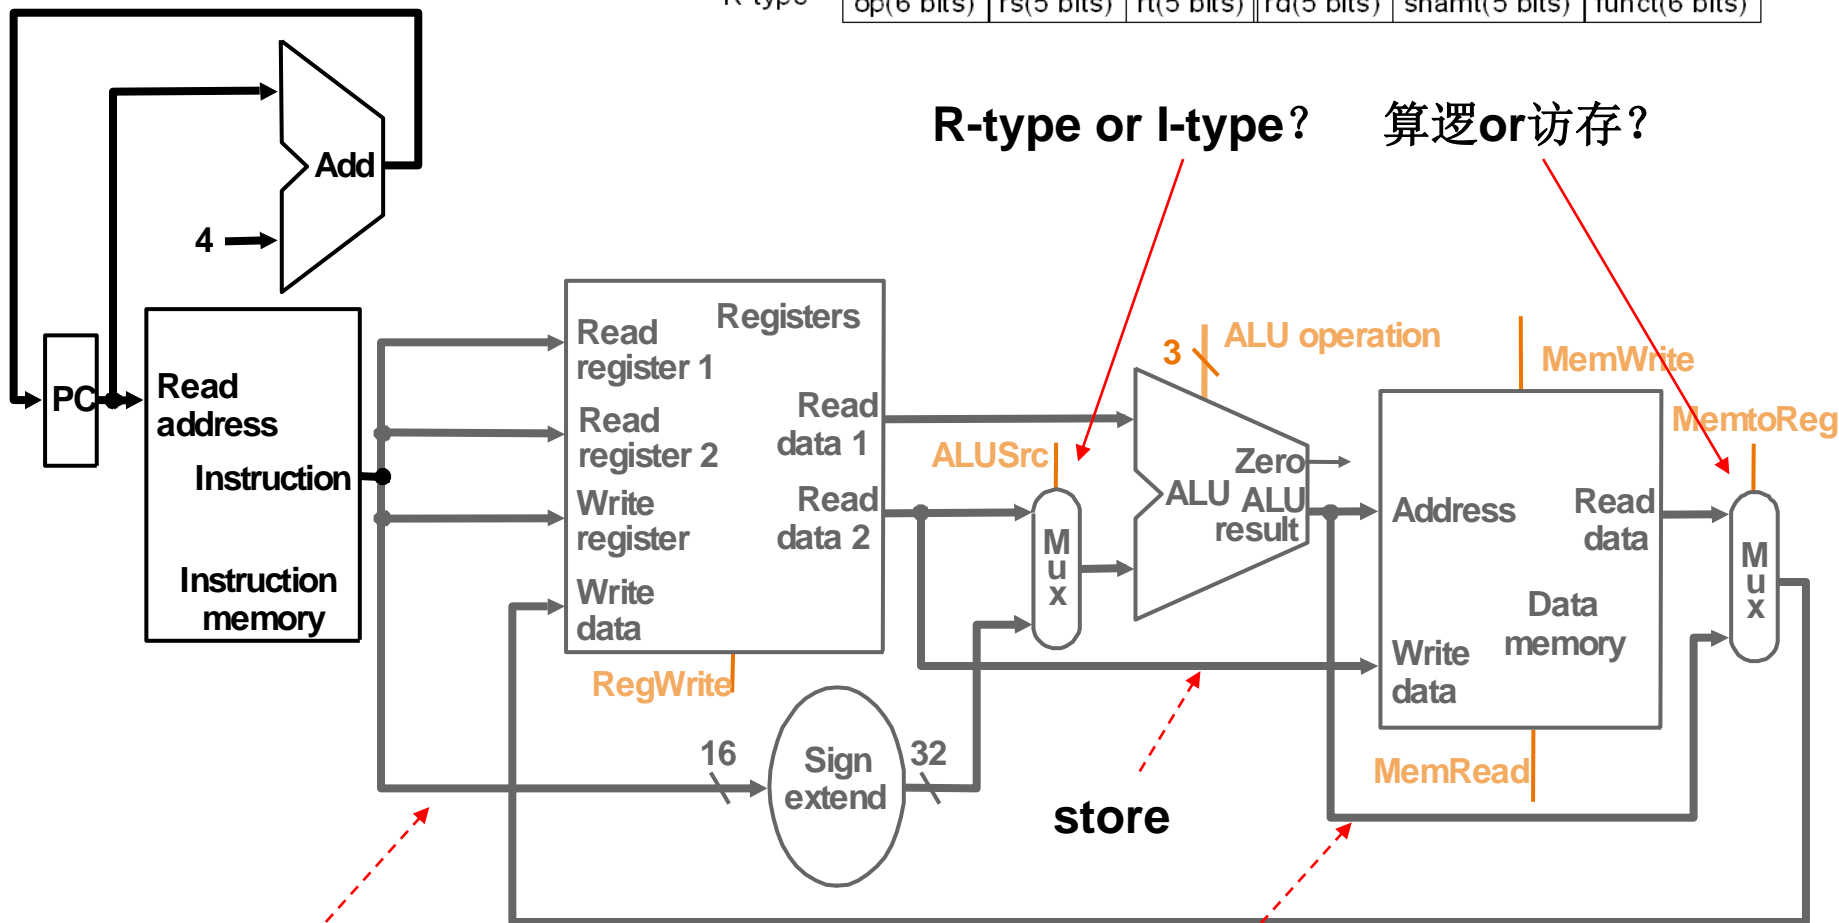 R-type op(6 bits) rs(5 bits) rt(5 bits) rd(5 bits) shamt(5 bits) funct(6 bits)
R-type or I-type?
算逻or访存?
Add
4
PC
Read
address
Instruction
Instruction
memory
Registers
Read
register 1
Read
register 2
Write
register
Write
data
Read
data 1
Read
data 2
RegWrite
16
Sign
extend
32
ALUSrc
M
u
x
3
ALU operation
Zero
ALU
ALU
result
store
MemWrite
Address
Read
data
Data
memory
Write
data
MemRead
MemtoReg
M
u
x